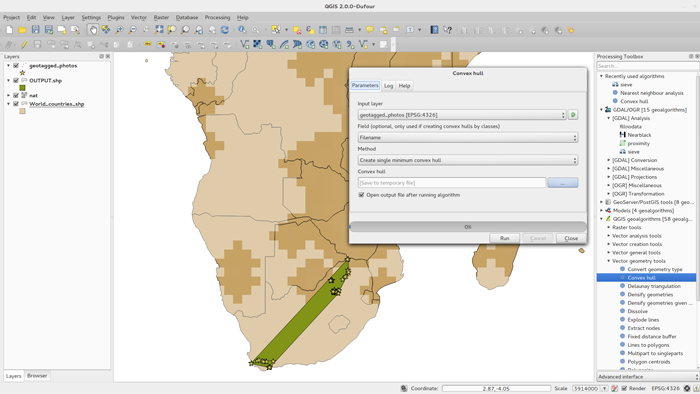 QGIS 2.0.0-Dufour
File Edit View Layer Settings Plugins Vector Raster Database Processing Help
Layers
geotagged_photos
OUTPUT.shp
nat
World_countries_.shp
Layers Browser
Convex hull
Parameters Log Help
Input layer
geotagged_photos [EPSG:4326]
Field (optional, only used if creating convex hulls by classes)
Filename
Method
Create single minimum convex hull
Convex hull
[Save to temporary file]
...
Open output file after running algorithm
0%
Run Cancel Close
Processing Toolbox
Search...
Recently used algorithms
sieve
Nearest neighbour analysis
Convex hull
GDAL/OGR [15 geoalgorithms]
[GDAL] Analysis
fillnodata
Nearblack
proximity
sieve
[GDAL] Conversion
[GDAL] Miscellaneous
[GDAL] Projections
[OGR] Miscellaneous
[OGR] Transformation
GeoServer/PostGIS tools [8 geo...
Models [4 geoalgorithms]
QGIS geoalgorithms [58 geoalg...
Raster tools
Vector analysis tools
Vector creation tools
Vector general tools
Vector geometry tools
Convert geometry type
Convex hull
Delaunay triangulation
Densify geometries
Densify geometries given ...
Dissolve
Explode lines
Extract nodes
Fixed distance buffer
Lines to polygons
Multipart to singleparts
Polygon centroids
Advanced interface
Coordinate: 2.87,-4.05 Scale 3914000 Render EPSG:4326